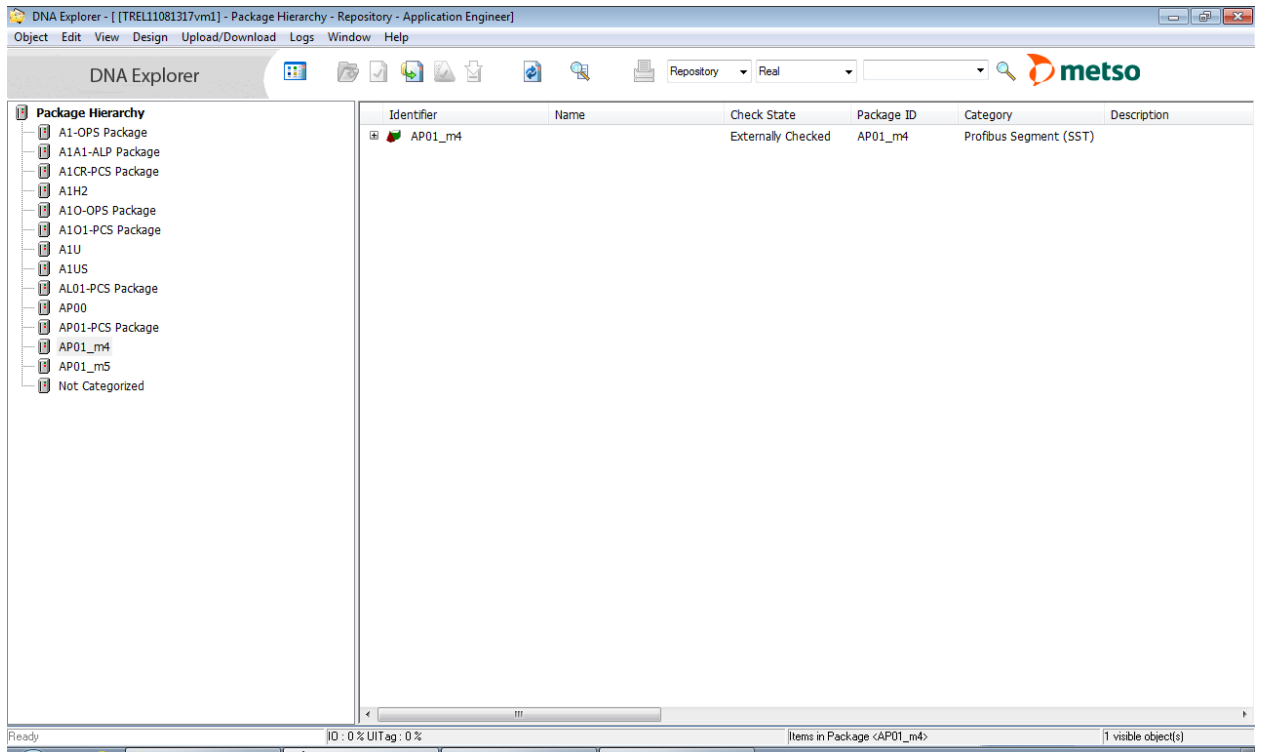 DNA Explorer - [ [TREL11081317vm1] - Package Hierarchy - Repository - Application Engineer]
Object Edit View Design Upload/Download Logs Window Help
DNA Explorer Repository Real metso
Package Hierarchy
A1-OPS Package
A1A1-ALP Package
A1CR-PCS Package
A1H2
A1O-OPS Package
A1O1-PCS Package
A1U
A1US
AL01-PCS Package
AP00
AP01-PCS Package
AP01_m4
AP01_m5
Not Categorized
Identifier Name Check State Package ID Category Description
AP01_m4 Externally Checked AP01_m4 Profibus Segment (SST)
Ready IO : 0 % UITag : 0 % Items in Package <AP01_m4> 1 visible object(s)